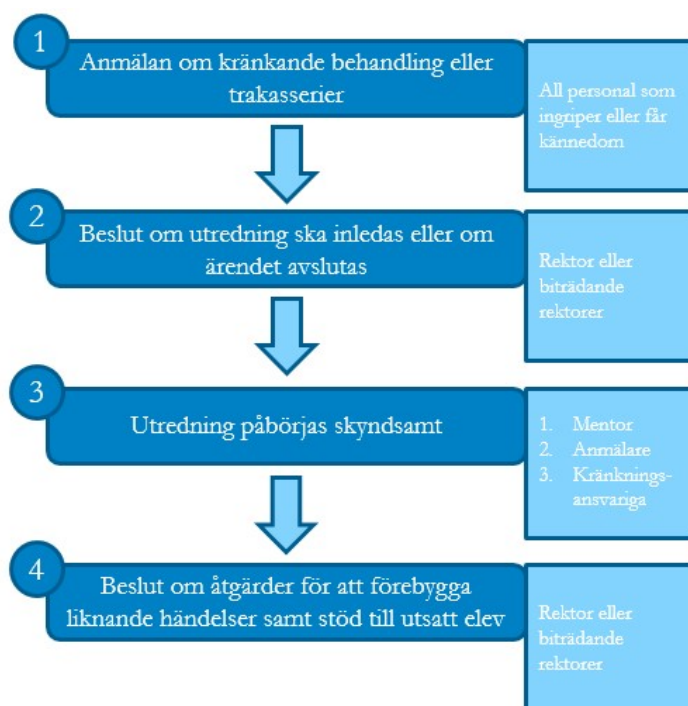 1
Anmälan om kränkande behandling eller
trakasserier
All personal som
ingriper eller får
kännedom
2
Beslut om utredning ska inledas eller om
ärendet avslutas
Rektor eller
biträdande
rektorer
3
Utredning påbörjas skyndsamt
1. Mentor
2. Anmälare
3. Kränknings-
ansvariga
4
Beslut om åtgärder för att förebygga
liknande händelser samt stöd till utsatt elev
Rektor eller
biträdande
rektorer